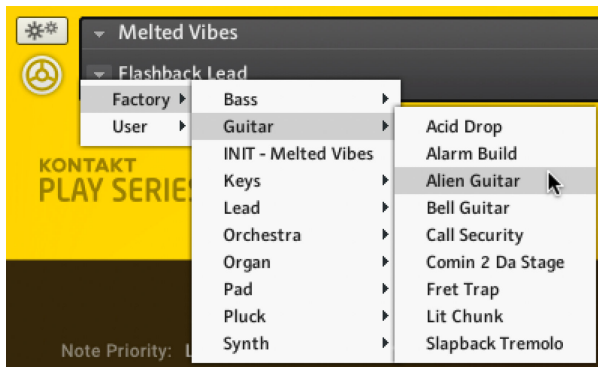 Melted Vibes
Flashback Lead
Factory
User
Bass
Guitar
INIT - Melted Vibes
Keys
Lead
Orchestra
Organ
Pad
Pluck
Synth
Acid Drop
Alarm Build
Alien Guitar
Bell Guitar
Call Security
Comin 2 Da Stage
Fret Trap
Lit Chunk
Slapback Tremolo
KONTAKT
PLAY SERIES
Note Priority: L